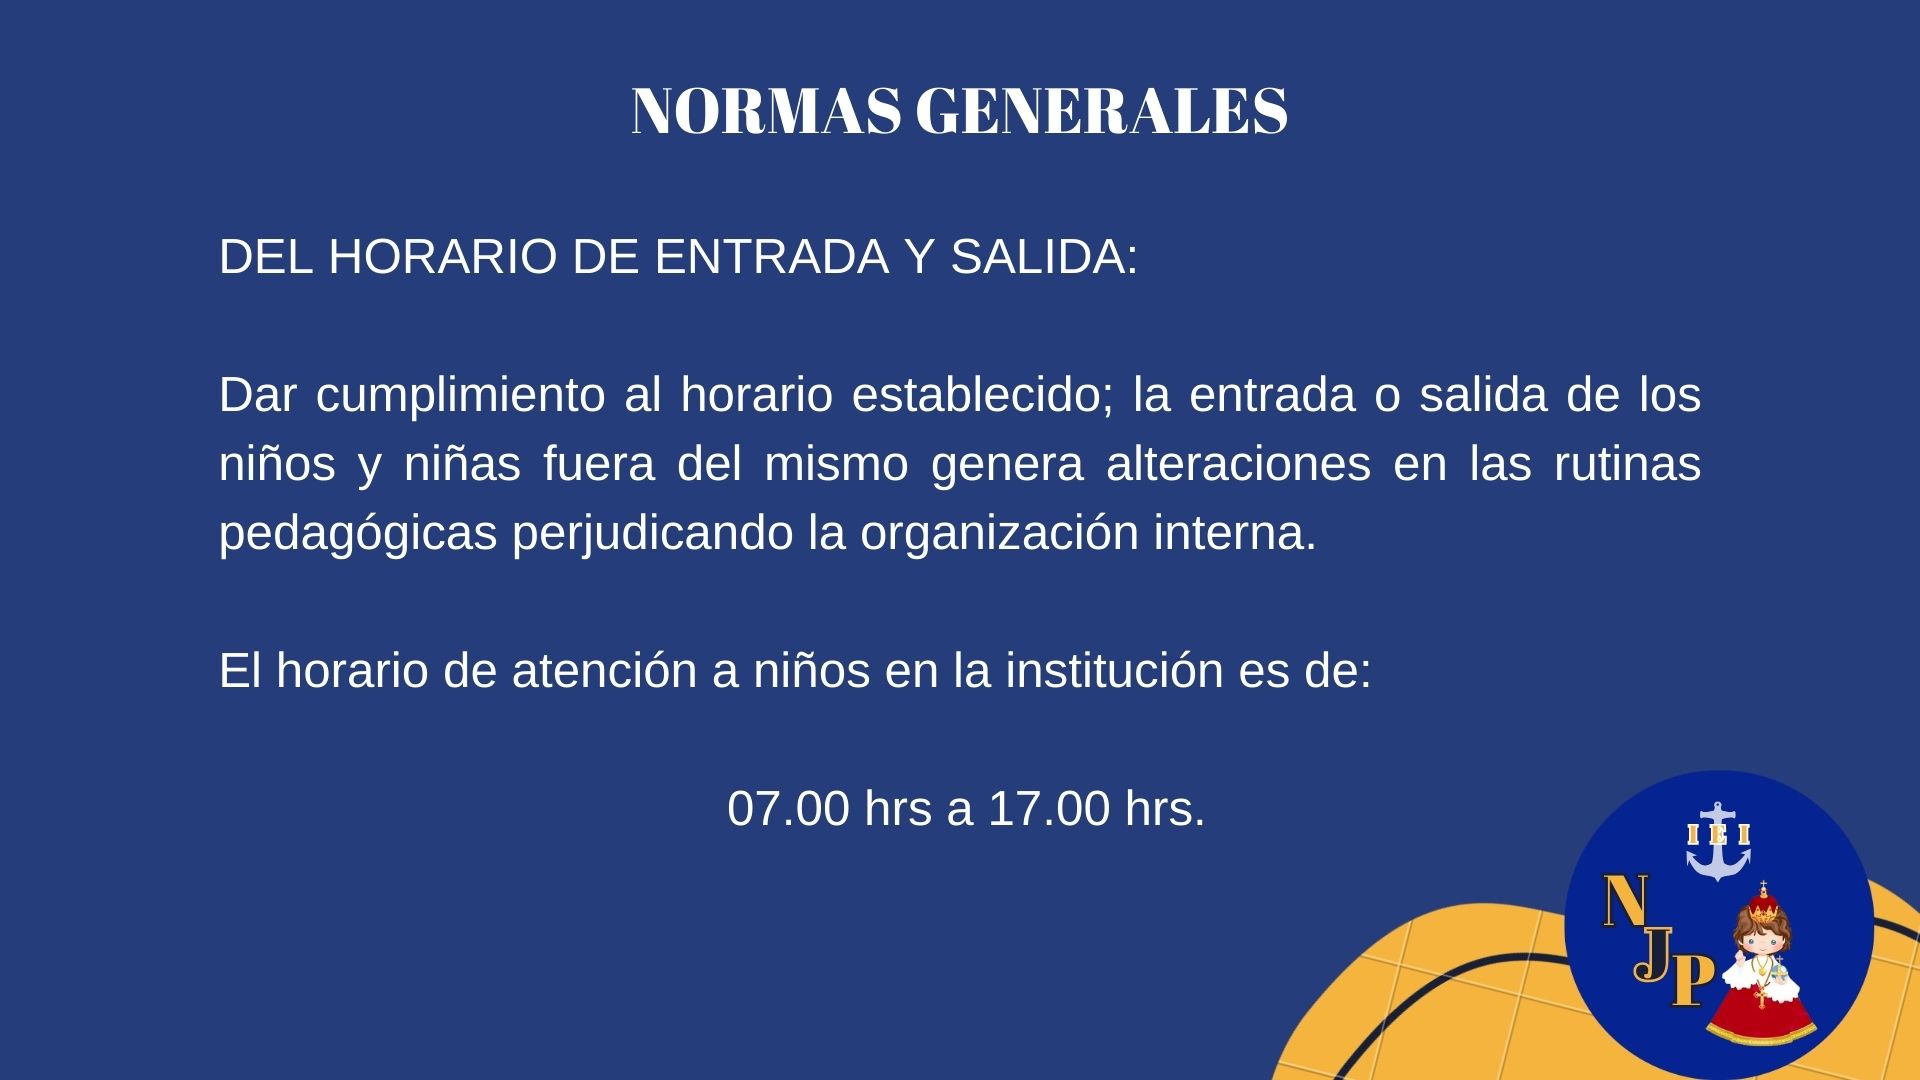 NORMAS GENERALES
DEL HORARIO DE ENTRADA Y SALIDA:
Dar cumplimiento al horario establecido; la entrada o salida de los
niños y niñas fuera del mismo genera alteraciones en las rutinas
pedagógicas perjudicando la organización interna.
El horario de atención a niños en la institución es de:
07.00 hrs a 17.00 hrs.
I E I
N
J
P